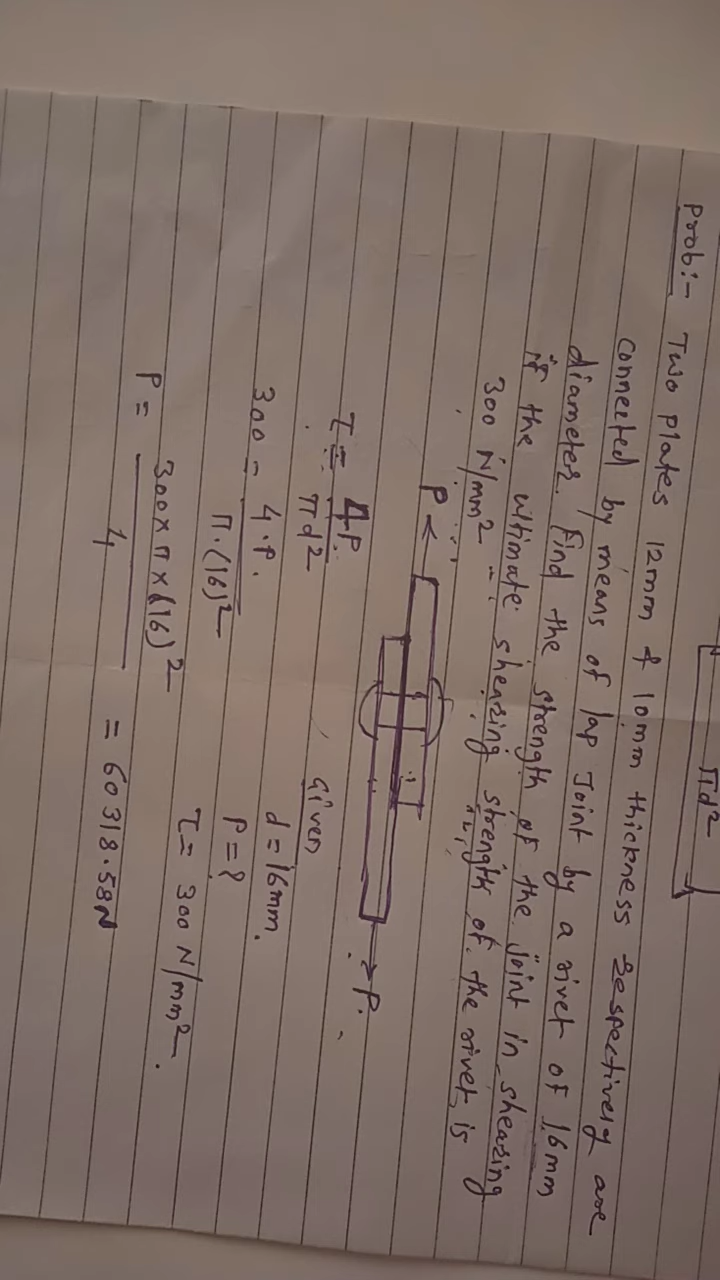 πd²
Prob:- Two plates 12mm & 10mm thickness respectively are
connected by means of lap Joint by a rivet of 16mm
diameter. Find the strength of the joint in shearing
if the ultimate shearing strength of the rivet is
300 N/mm²
P
P.
Given
τ = 4P. / πd²
d = 16mm.
300 = 4.P. / π.(16)²
P = ?
τ = 300 N/mm².
P = 300×π×(16)² / 4 = 60318.58N